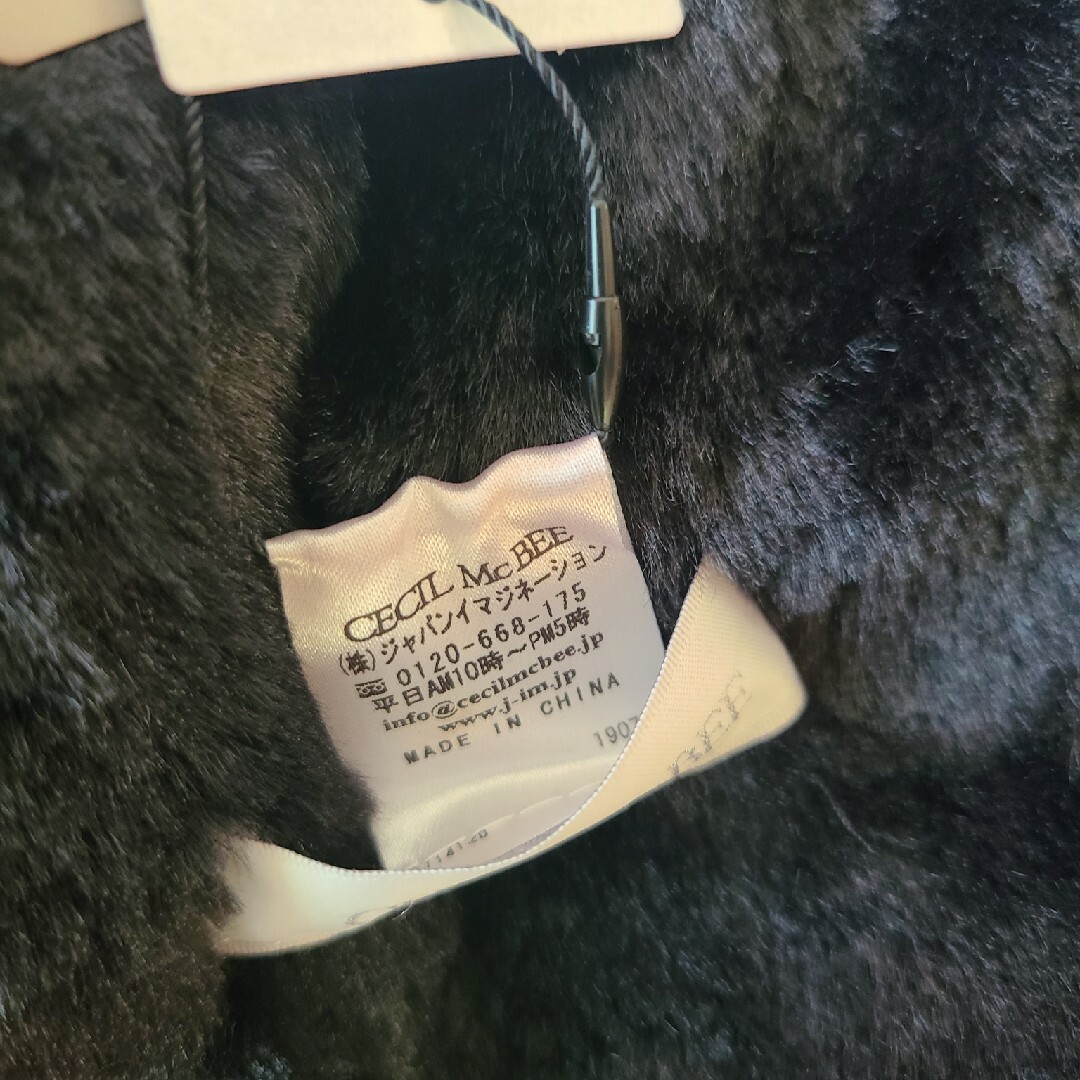 CECIL McBEE
(株)ジャパンイマジネーション
0120-668-175
平日AM10時～PM5時
info@cecilmcbee.jp
www.j-im.jp
MADE IN CHINA